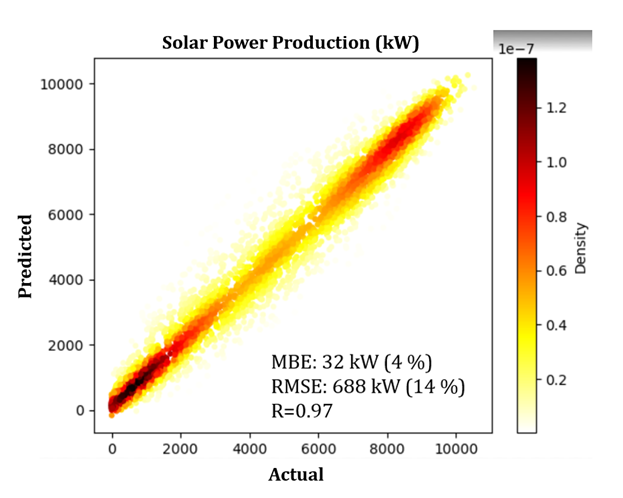 Solar Power Production (kW)
1e−7
10000
8000
6000
4000
2000
0
Predicted
MBE: 32 kW (4 %)
RMSE: 688 kW (14 %)
R=0.97
0 2000 4000 6000 8000 10000
Actual
1.2
1.0
0.8
0.6
0.4
0.2
Density